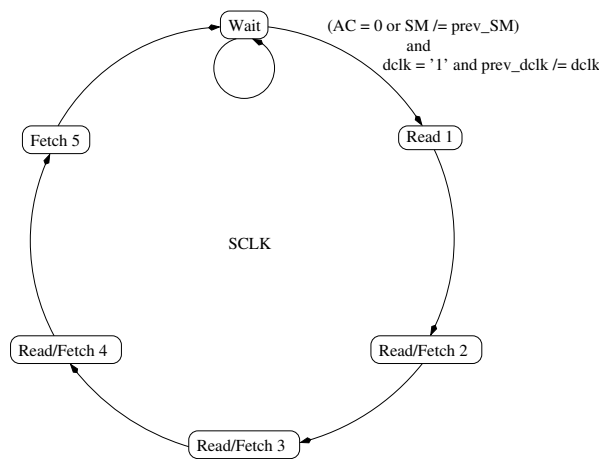 Wait
(AC = 0 or SM /= prev_SM)
and
dclk = '1' and prev_dclk /= dclk
Fetch 5
Read 1
SCLK
Read/Fetch 4
Read/Fetch 2
Read/Fetch 3